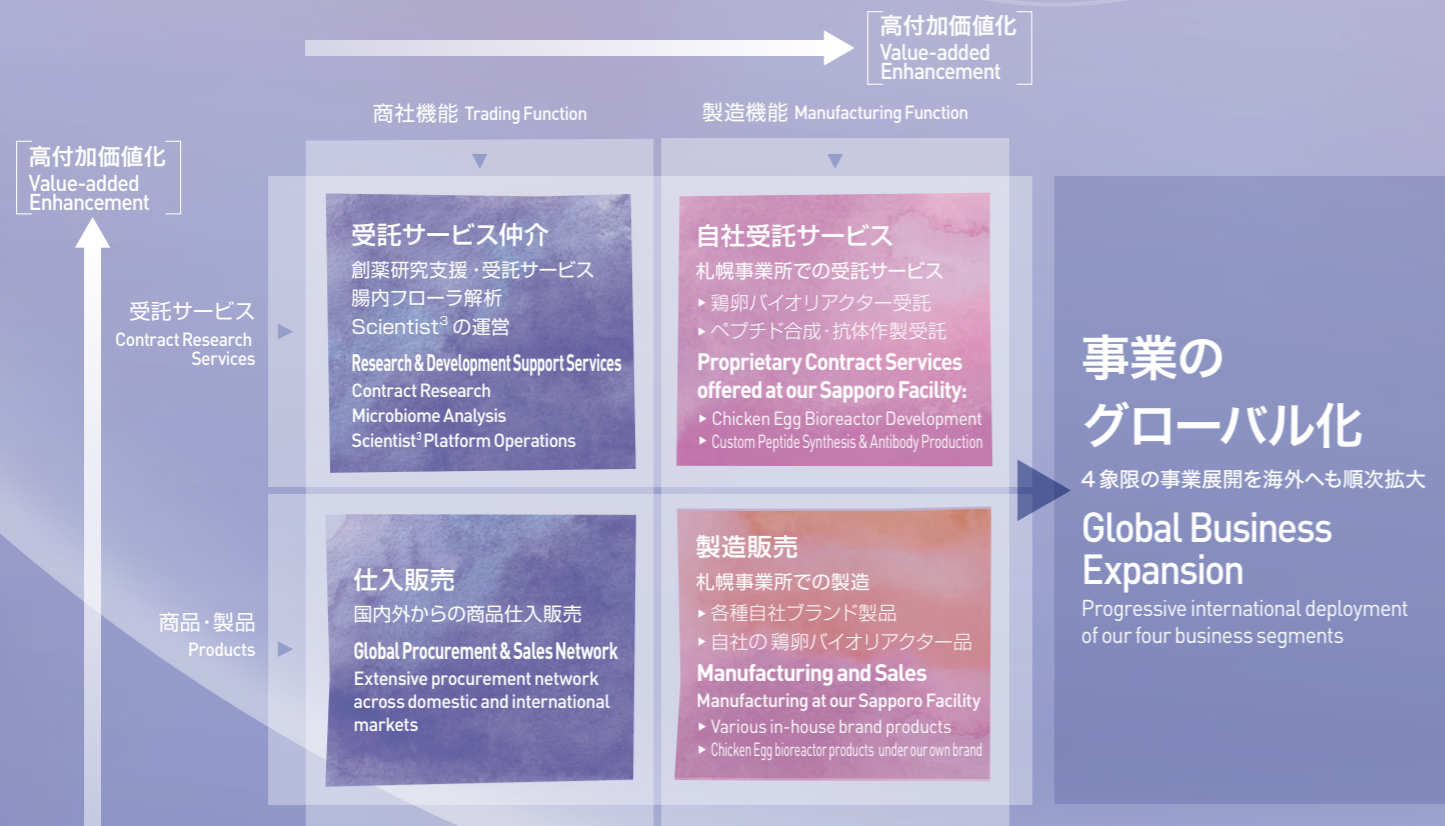 高付加価値化
Value-added
Enhancement
商社機能 Trading Function
製造機能 Manufacturing Function
高付加価値化
Value-added
Enhancement
受託サービス
Contract Research
Services
受託サービス仲介
創薬研究支援・受託サービス
腸内フローラ解析
Scientist³ の運営
Research & Development Support Services
Contract Research
Microbiome Analysis
Scientist³ Platform Operations
自社受託サービス
札幌事業所での受託サービス
▸ 鶏卵バイオリアクター受託
▸ ペプチド合成・抗体作製受託
Proprietary Contract Services
offered at our Sapporo Facility:
▸ Chicken Egg Bioreactor Development
▸ Custom Peptide Synthesis & Antibody Production
商品・製品
Products
仕入販売
国内外からの商品仕入販売
Global Procurement & Sales Network
Extensive procurement network
across domestic and international
markets
製造販売
札幌事業所での製造
▸ 各種自社ブランド製品
▸ 自社の鶏卵バイオリアクター品
Manufacturing and Sales
Manufacturing at our Sapporo Facility
▸ Various in-house brand products
▸ Chicken Egg bioreactor products under our own brand
事業の
グローバル化
4象限の事業展開を海外へも順次拡大
Global Business
Expansion
Progressive international deployment
of our four business segments